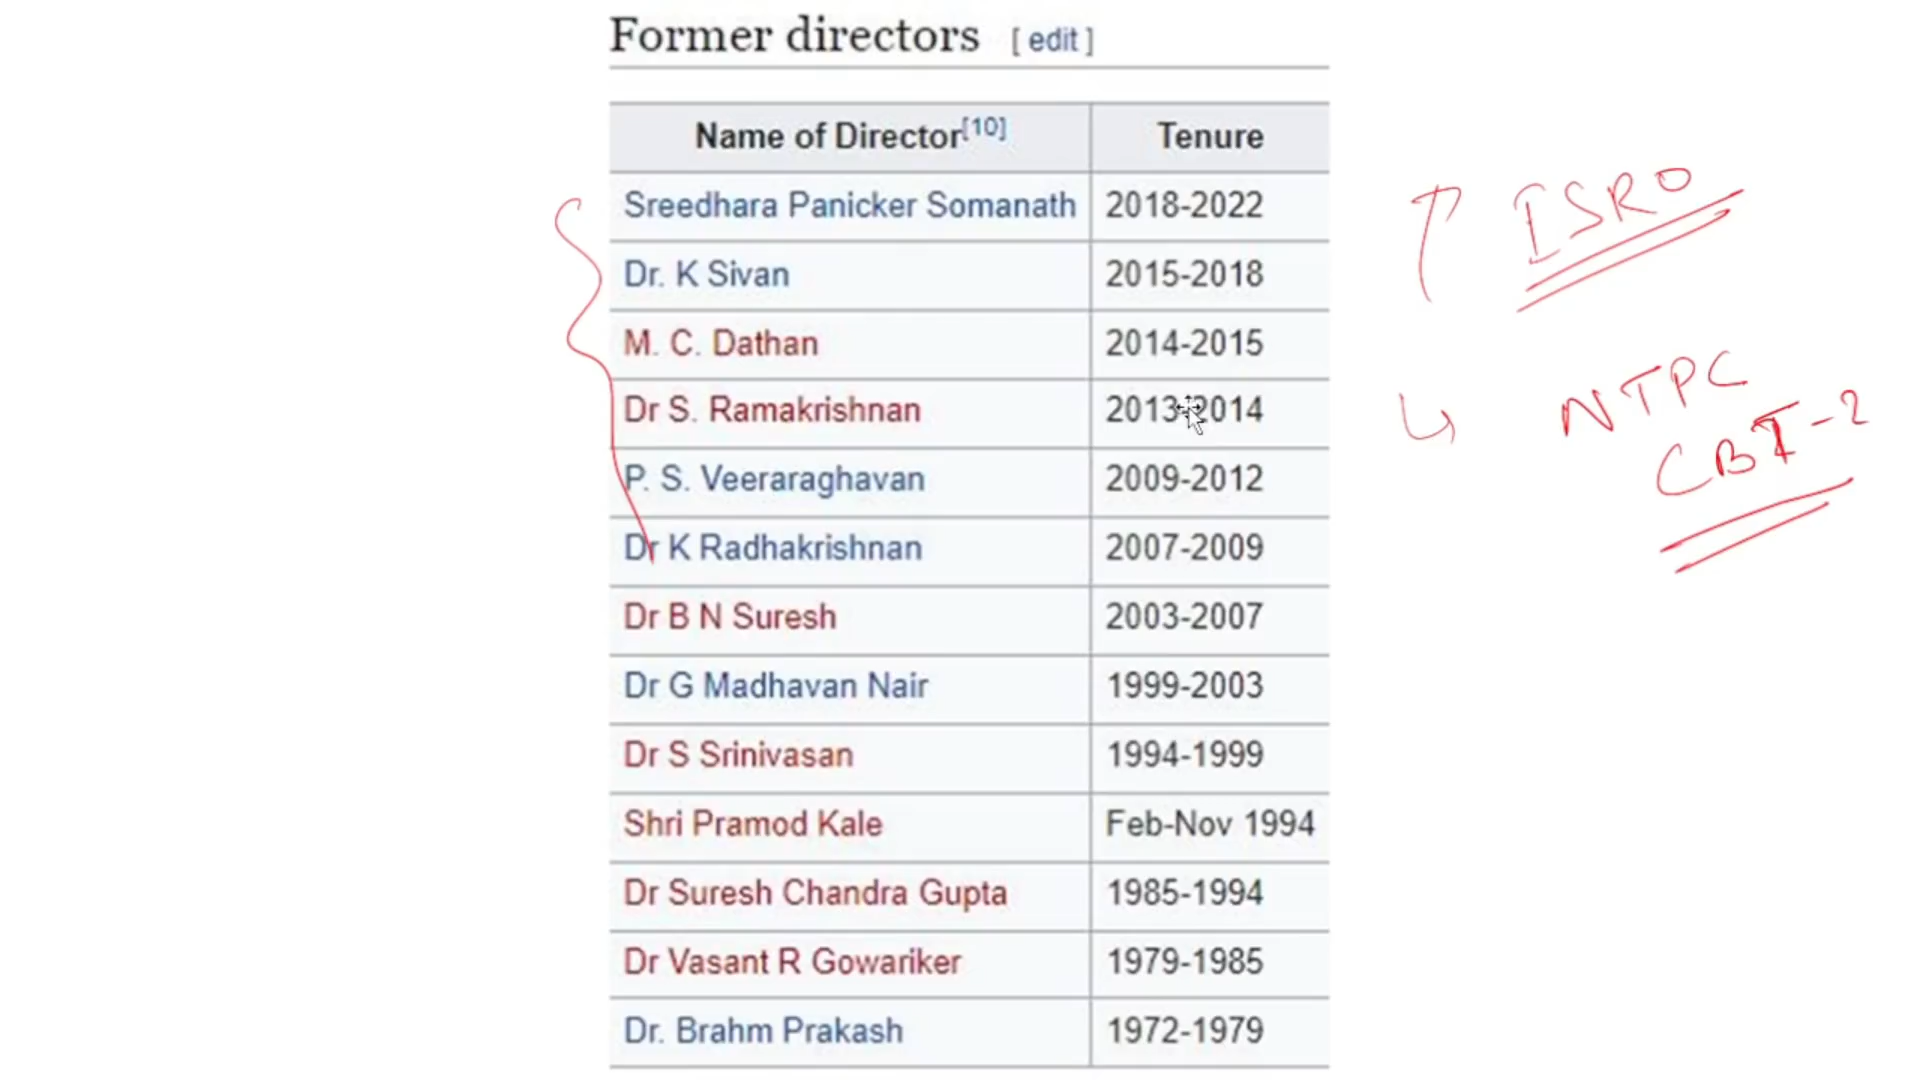 Former directors [ edit ]
Name of Director[10] Tenure
Sreedhara Panicker Somanath 2018-2022
Dr. K Sivan 2015-2018
M. C. Dathan 2014-2015
Dr S. Ramakrishnan 2013-2014
P. S. Veeraraghavan 2009-2012
Dr K Radhakrishnan 2007-2009
Dr B N Suresh 2003-2007
Dr G Madhavan Nair 1999-2003
Dr S Srinivasan 1994-1999
Shri Pramod Kale Feb-Nov 1994
Dr Suresh Chandra Gupta 1985-1994
Dr Vasant R Gowariker 1979-1985
Dr. Brahm Prakash 1972-1979
ISRO
NTPC
CBT-2